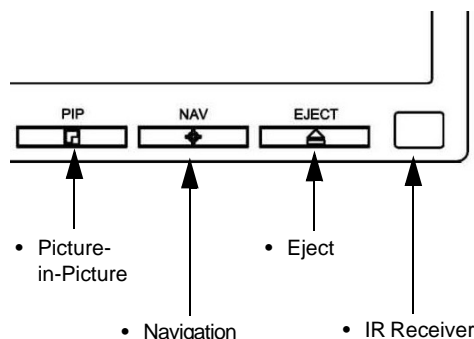 PIP NAV EJECT
• Picture-
in-Picture
• Eject
• Navigation
• IR Receiver